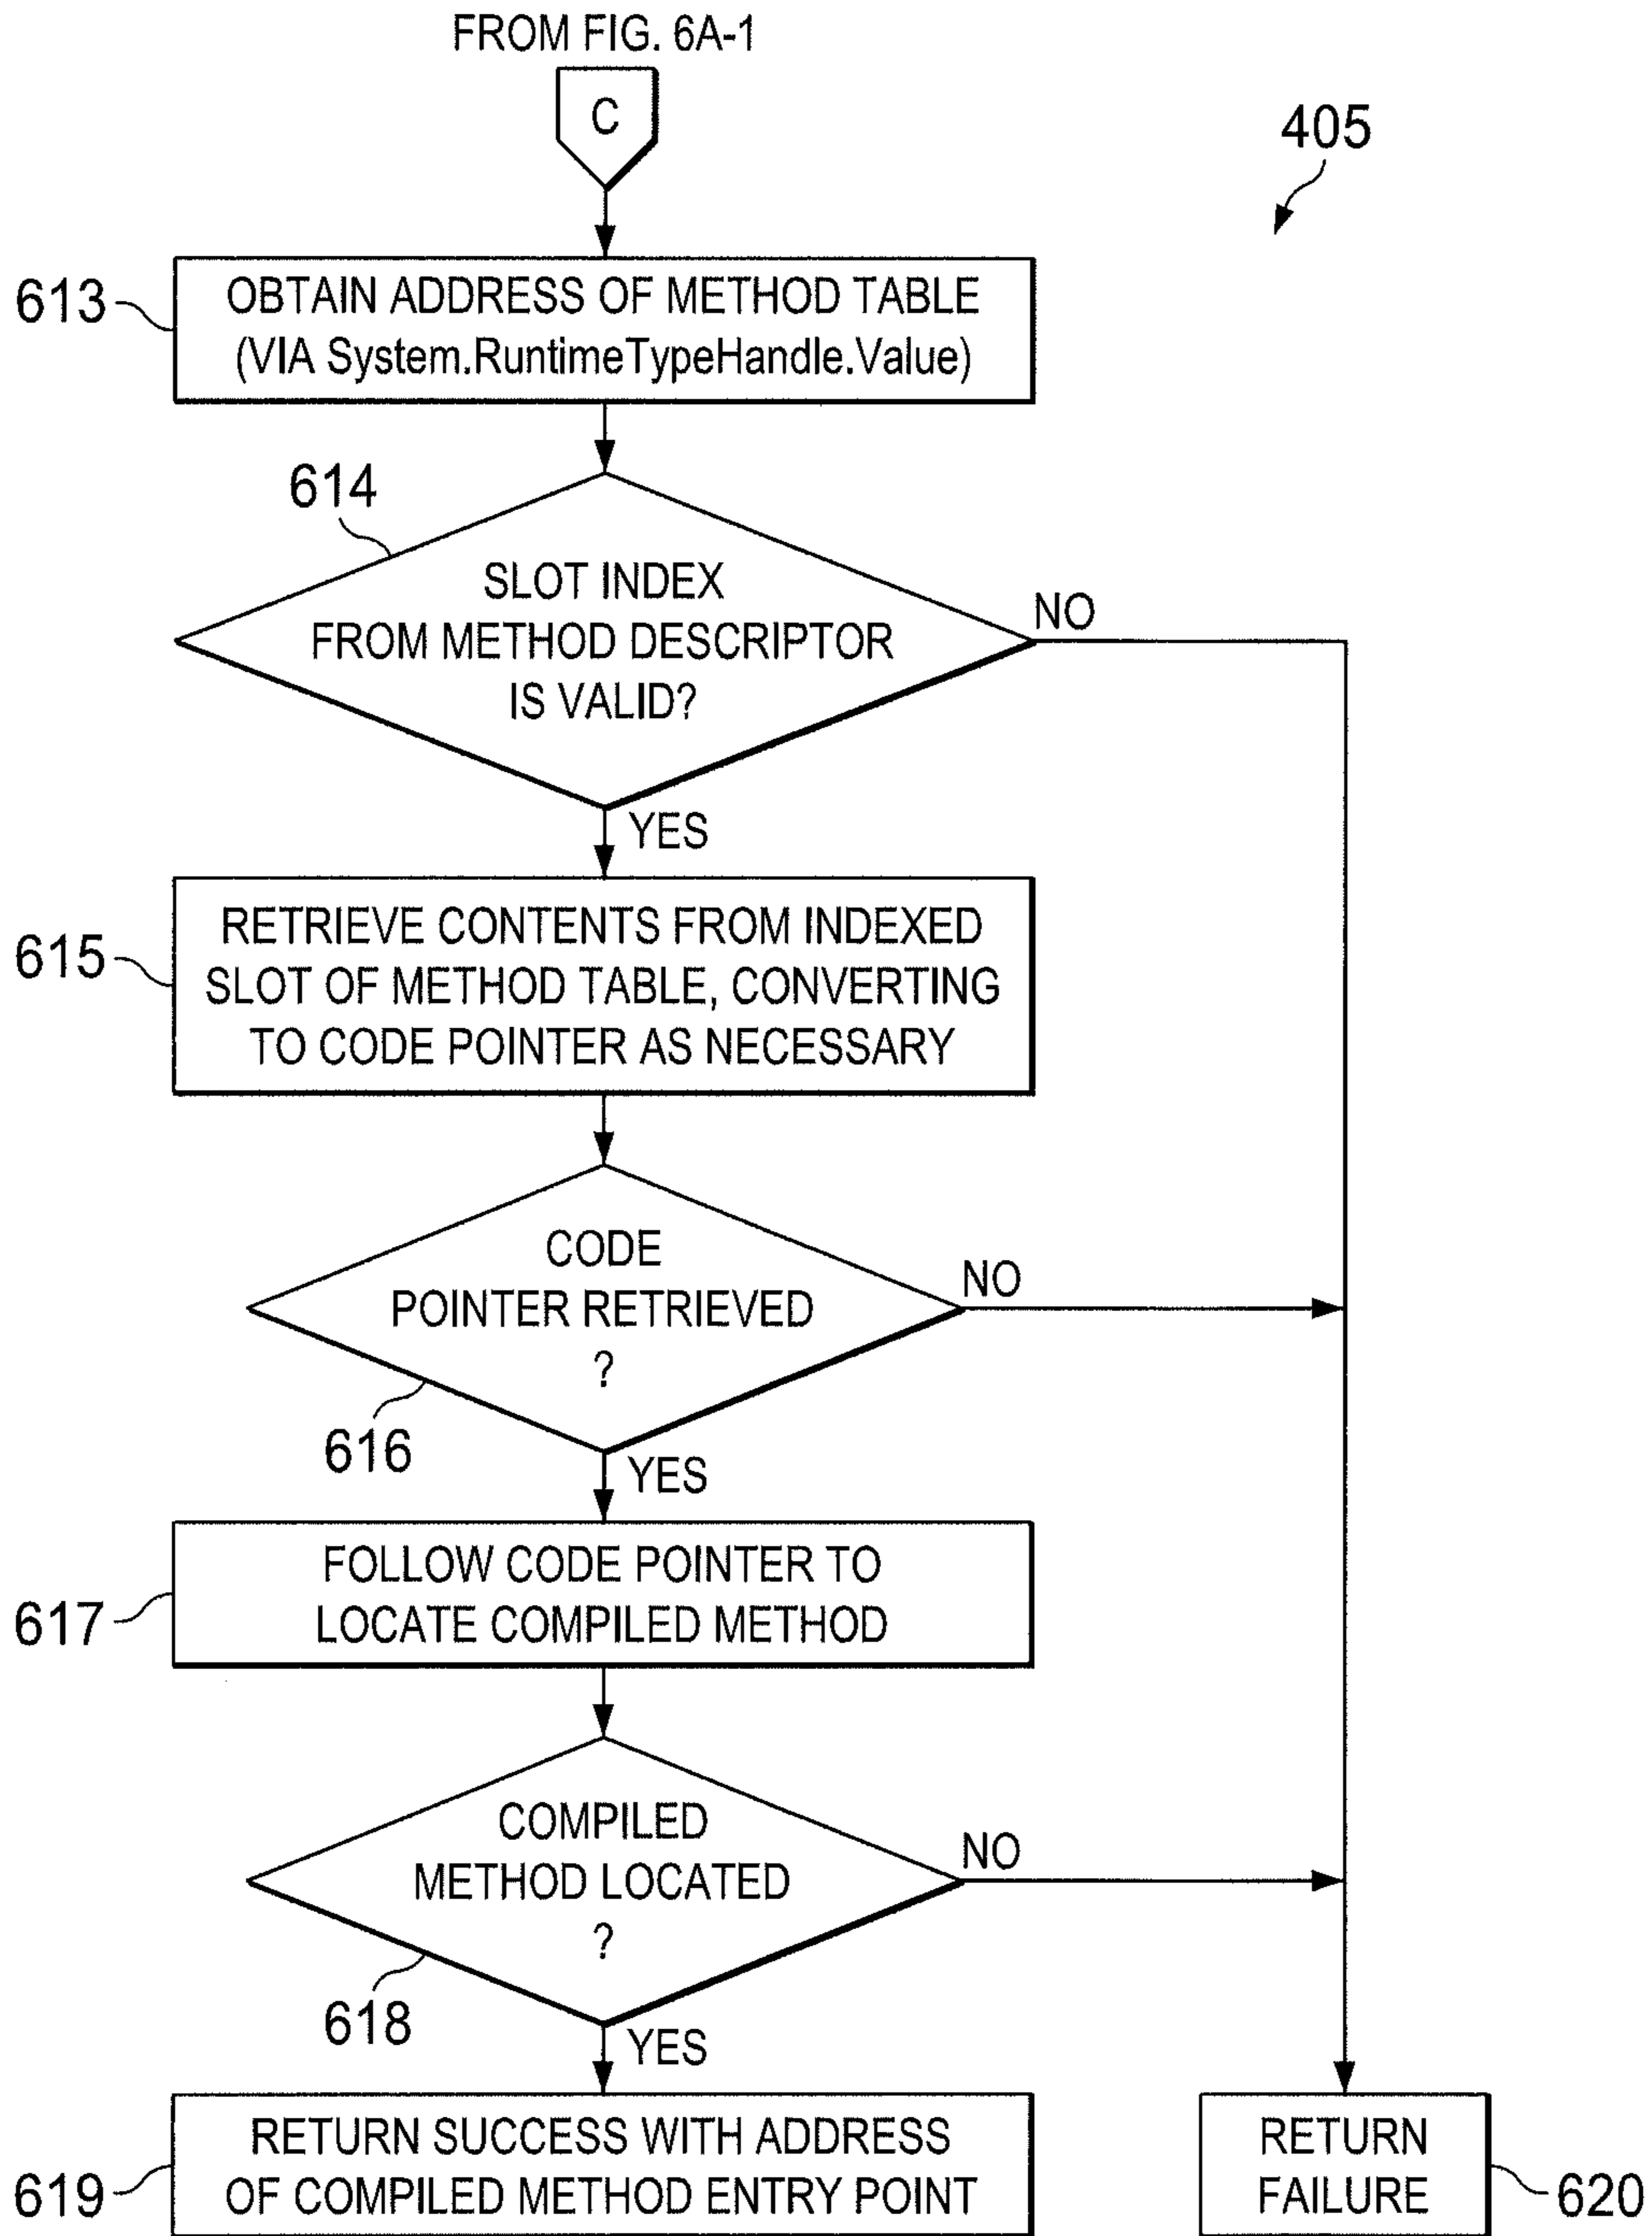 FROM FIG. 6A-1
C
405
613
OBTAIN ADDRESS OF METHOD TABLE
(VIA System.RuntimeTypeHandle.Value)
614
SLOT INDEX
FROM METHOD DESCRIPTOR
IS VALID?
NO
YES
615
RETRIEVE CONTENTS FROM INDEXED
SLOT OF METHOD TABLE, CONVERTING
TO CODE POINTER AS NECESSARY
CODE
POINTER RETRIEVED
?
NO
616
YES
617
FOLLOW CODE POINTER TO
LOCATE COMPILED METHOD
COMPILED
METHOD LOCATED
?
NO
618
YES
619
RETURN SUCCESS WITH ADDRESS
OF COMPILED METHOD ENTRY POINT
RETURN
FAILURE
620